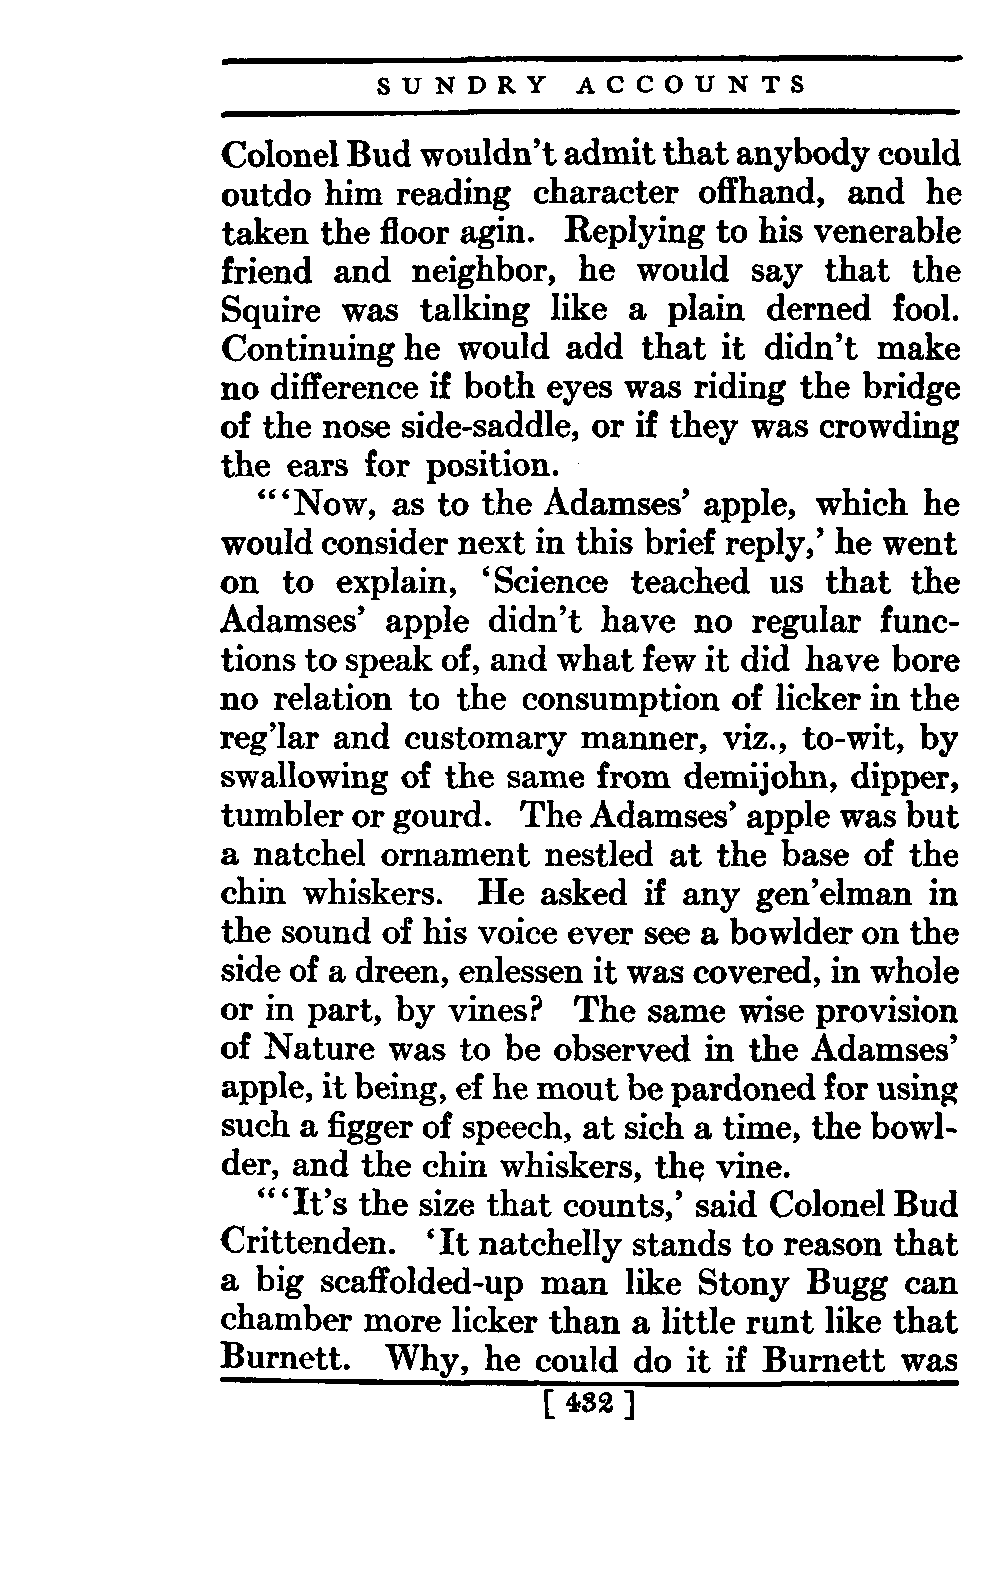 SUNDRY ACCOUNTS
Colonel Bud wouldn't admit that anybody could
outdo him reading character offhand, and he
taken the floor agin. Replying to his venerable
friend and neighbor, he would say that the
Squire was talking like a plain derned fool.
Continuing he would add that it didn't make
no difference if both eyes was riding the bridge
of the nose side-saddle, or if they was crowding
the ears for position.
"'Now, as to the Adamses' apple, which he
would consider next in this brief reply,' he went
on to explain, 'Science teached us that the
Adamses' apple didn't have no regular func-
tions to speak of, and what few it did have bore
no relation to the consumption of licker in the
reg'lar and customary manner, viz., to-wit, by
swallowing of the same from demijohn, dipper,
tumbler or gourd. The Adamses' apple was but
a natchel ornament nestled at the base of the
chin whiskers. He asked if any gen'elman in
the sound of his voice ever see a bowlder on the
side of a dreen, enlessen it was covered, in whole
or in part, by vines? The same wise provision
of Nature was to be observed in the Adamses'
apple, it being, ef he mout be pardoned for using
such a figger of speech, at sich a time, the bowl-
der, and the chin whiskers, the vine.
"'It's the size that counts,' said Colonel Bud
Crittenden. 'It natchelly stands to reason that
a big scaffolded-up man like Stony Bugg can
chamber more licker than a little runt like that
Burnett. Why, he could do it if Burnett was
[ 432 ]